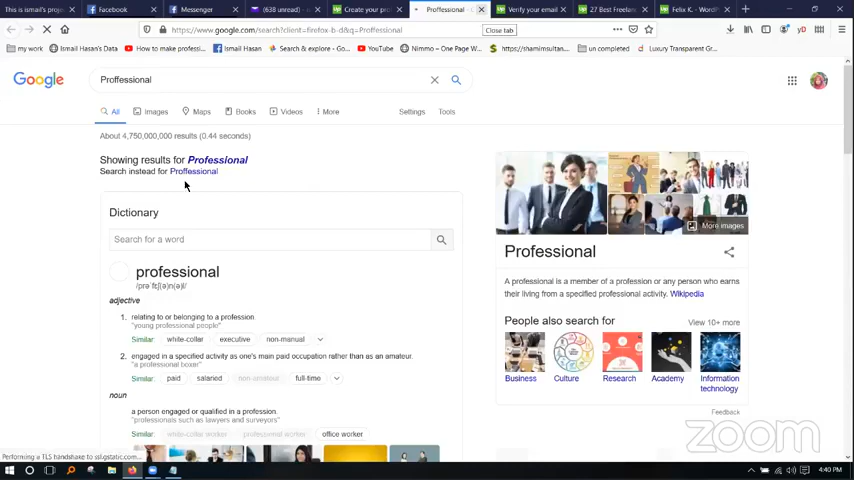 This is ismail's proje
Facebook
Messenger
(638 unread) - i
Create your pro
Professional -
Verify your email
27 Best Freelan
Felix K. - WordP
https://www.google.com/search?client=firefox-b-d&q=Proffesional
Close tab
my work
Ismail Hasan's Data
How to make professi...
Ismail Hasan
Search & explore - G...
YouTube
Nimmo – One Page W...
https://shamimsultan...
un completed
Luxury Transparent Gr...
Google
Proffesional
All
Images
Maps
Books
Videos
More
Settings
Tools
About 4,750,000,000 results (0.44 seconds)
Showing results for Professional
Search instead for Proffesional
Dictionary
Search for a word
professional
/prəˈfɛʃ(ə)n(ə)l/
adjective
1. relating to or belonging to a profession.
"young professional people"
Similar:
white-collar
executive
non-manual
2. engaged in a specified activity as one's main paid occupation rather than as an amateur.
"a professional boxer"
Similar:
paid
salaried
non-amateur
full-time
noun
a person engaged or qualified in a profession.
"professionals such as lawyers and surveyors"
Similar:
white-collar worker
professional worker
office worker
More images
Professional
A professional is a member of a profession or any person who earns
their living from a specified professional activity. Wikipedia
People also search for
View 10+ more
Business
Culture
Research
Academy
Information
technology
Feedback
zoom
Performing a TLS handshake to ssl.gstatic.com...
4:40 PM